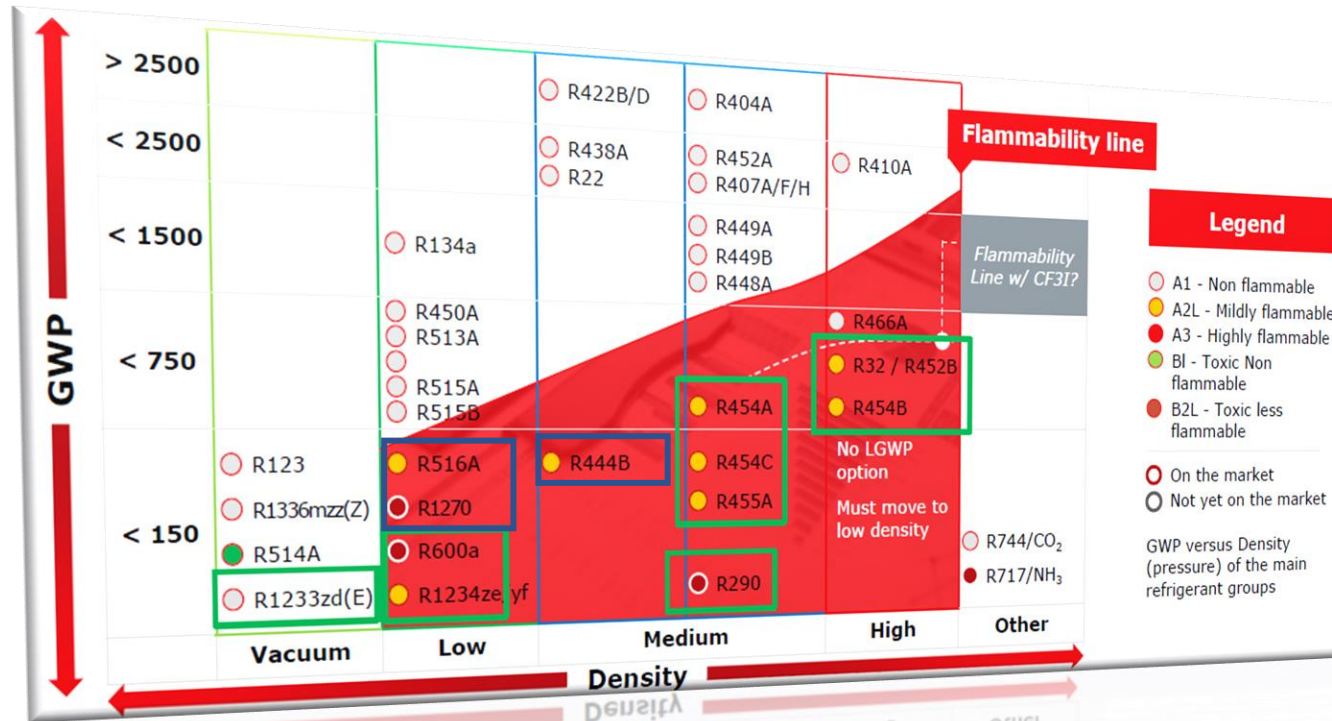 GWP
> 2500
< 2500
< 1500
< 750
< 150
R123
R1336mzz(Z)
R514A
R1233zd(E)
R134a
R450A
R513A
R515A
R515B
R516A
R1270
R600a
R1234ze/yf
R422B/D
R438A
R22
R444B
R404A
R452A
R407A/F/H
R449A
R449B
R448A
R454A
R454C
R455A
R290
R410A
R466A
R32 / R452B
R454B
No LGWP
option
Must move to
low density
Flammability line
Flammability
Line w/ CF3I?
R744/CO₂
R717/NH₃
Vacuum
Low
Medium
High
Other
Density
Legend
A1 - Non flammable
A2L - Mildly flammable
A3 - Highly flammable
Bl - Toxic Non
flammable
B2L - Toxic less
flammable
On the market
Not yet on the market
GWP versus Density
(pressure) of the main
refrigerant groups